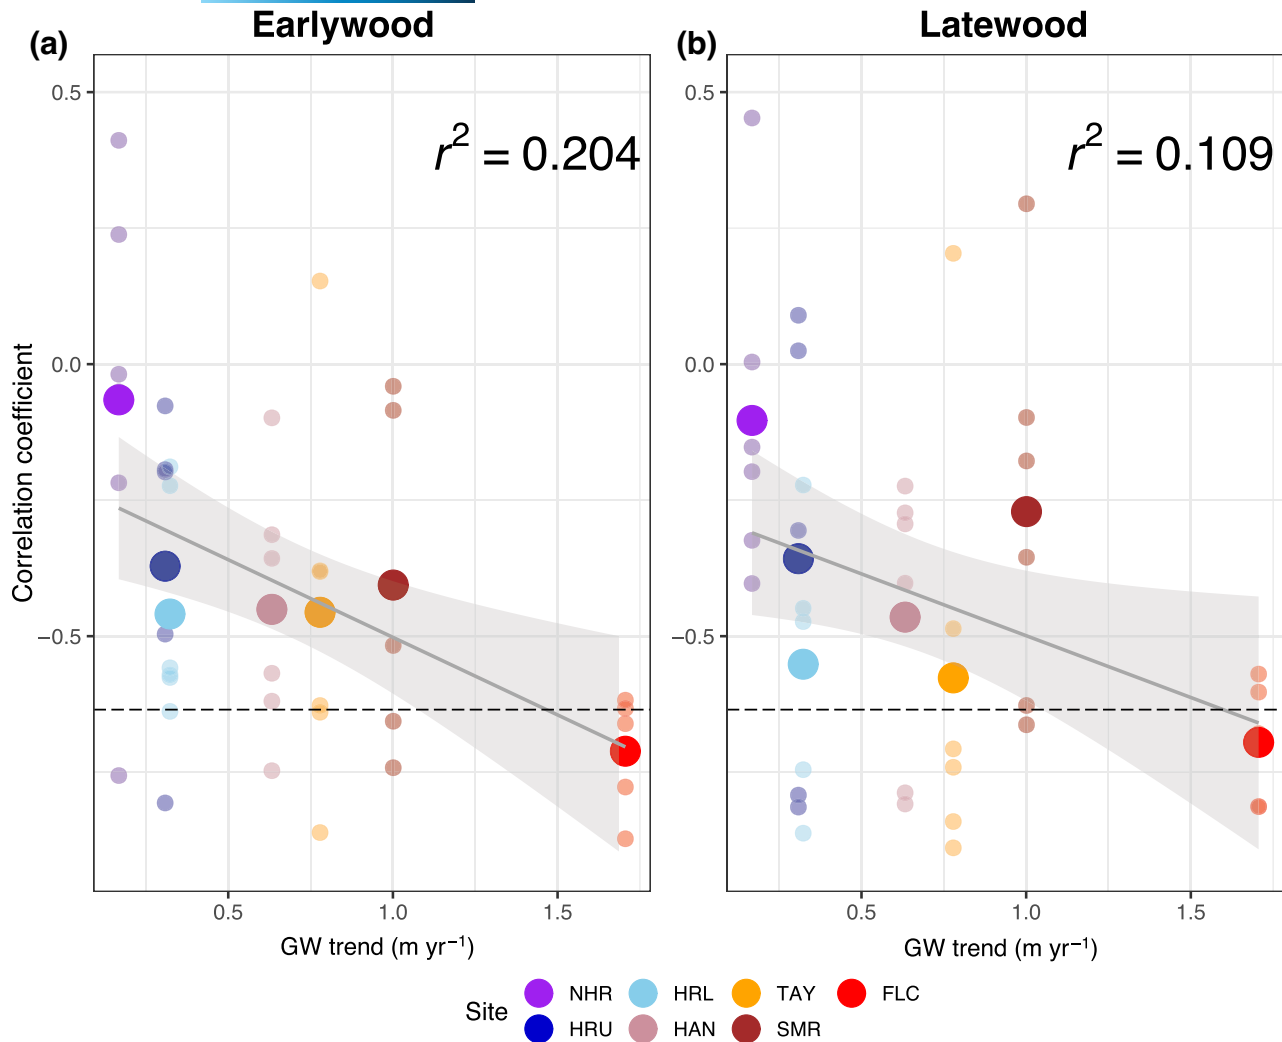 Earlywood
Latewood
(a)
(b)
0.5
0.0
−0.5
r² = 0.204
0.5
0.0
−0.5
r² = 0.109
Correlation coefficient
0.5 1.0 1.5
0.5 1.0 1.5
GW trend (m yr⁻¹)
GW trend (m yr⁻¹)
Site
NHR HRL TAY FLC
HRU HAN SMR